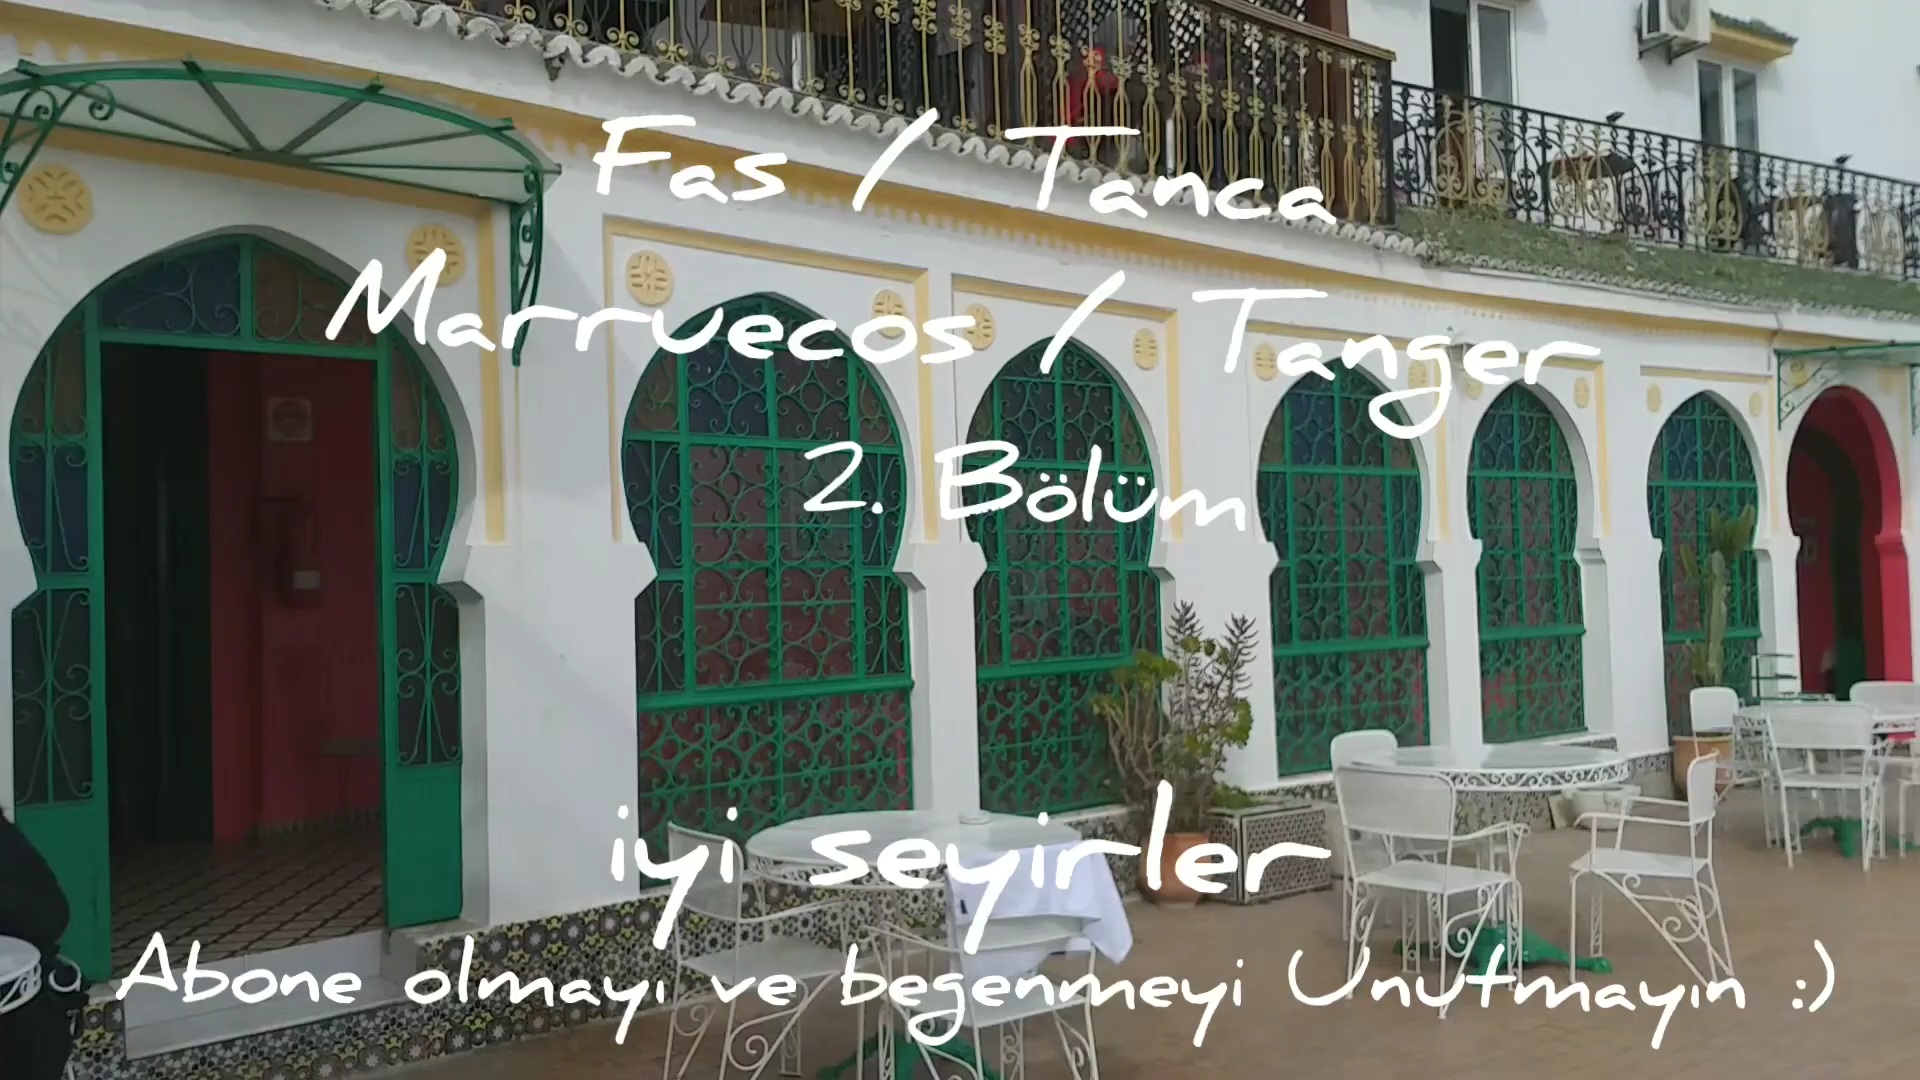 Fas / Tanca
Marruecos / Tanger
2. Bölüm
iyi seyirler
Abone olmayı ve begenmeyi Unutmayın :)